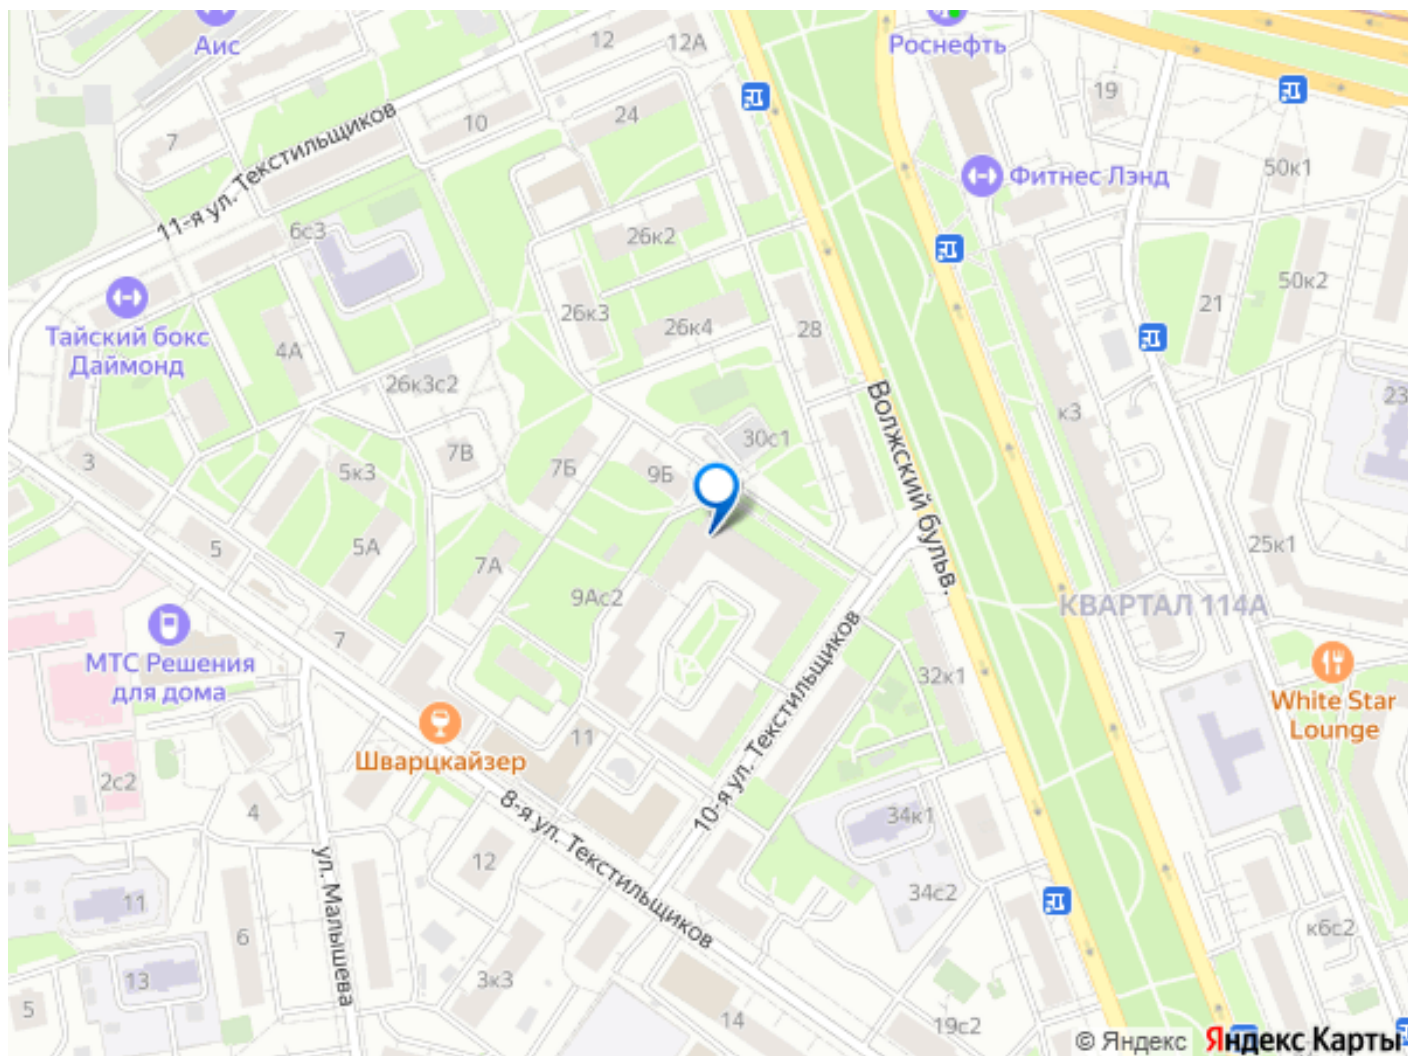 Аис
12
12А
Роснефть
19
7
10
24
11-я ул. Текстильщиков
Фитнес Лэнд
50к1
6с3
26к2
50к2
Тайский бокс
Даймонд
26к3
26к4
28
21
4А
26к3с2
Волжский бульв.
к3
23
30с1
3
5к3
7В
7Б
9Б
5
5А
7А
25к1
9Ас2
КВАРТАЛ 114А
МТС Решения
для дома
7
32к1
White Star
Lounge
10-я ул. Текстильщиков
11
Шварцкайзер
2с2
4
8-я ул. Текстильщиков
34к1
12
ул. Малышева
34с2
11
6
к6с2
13
3к3
5
14
19с2
© Яндекс
Яндекс Карты